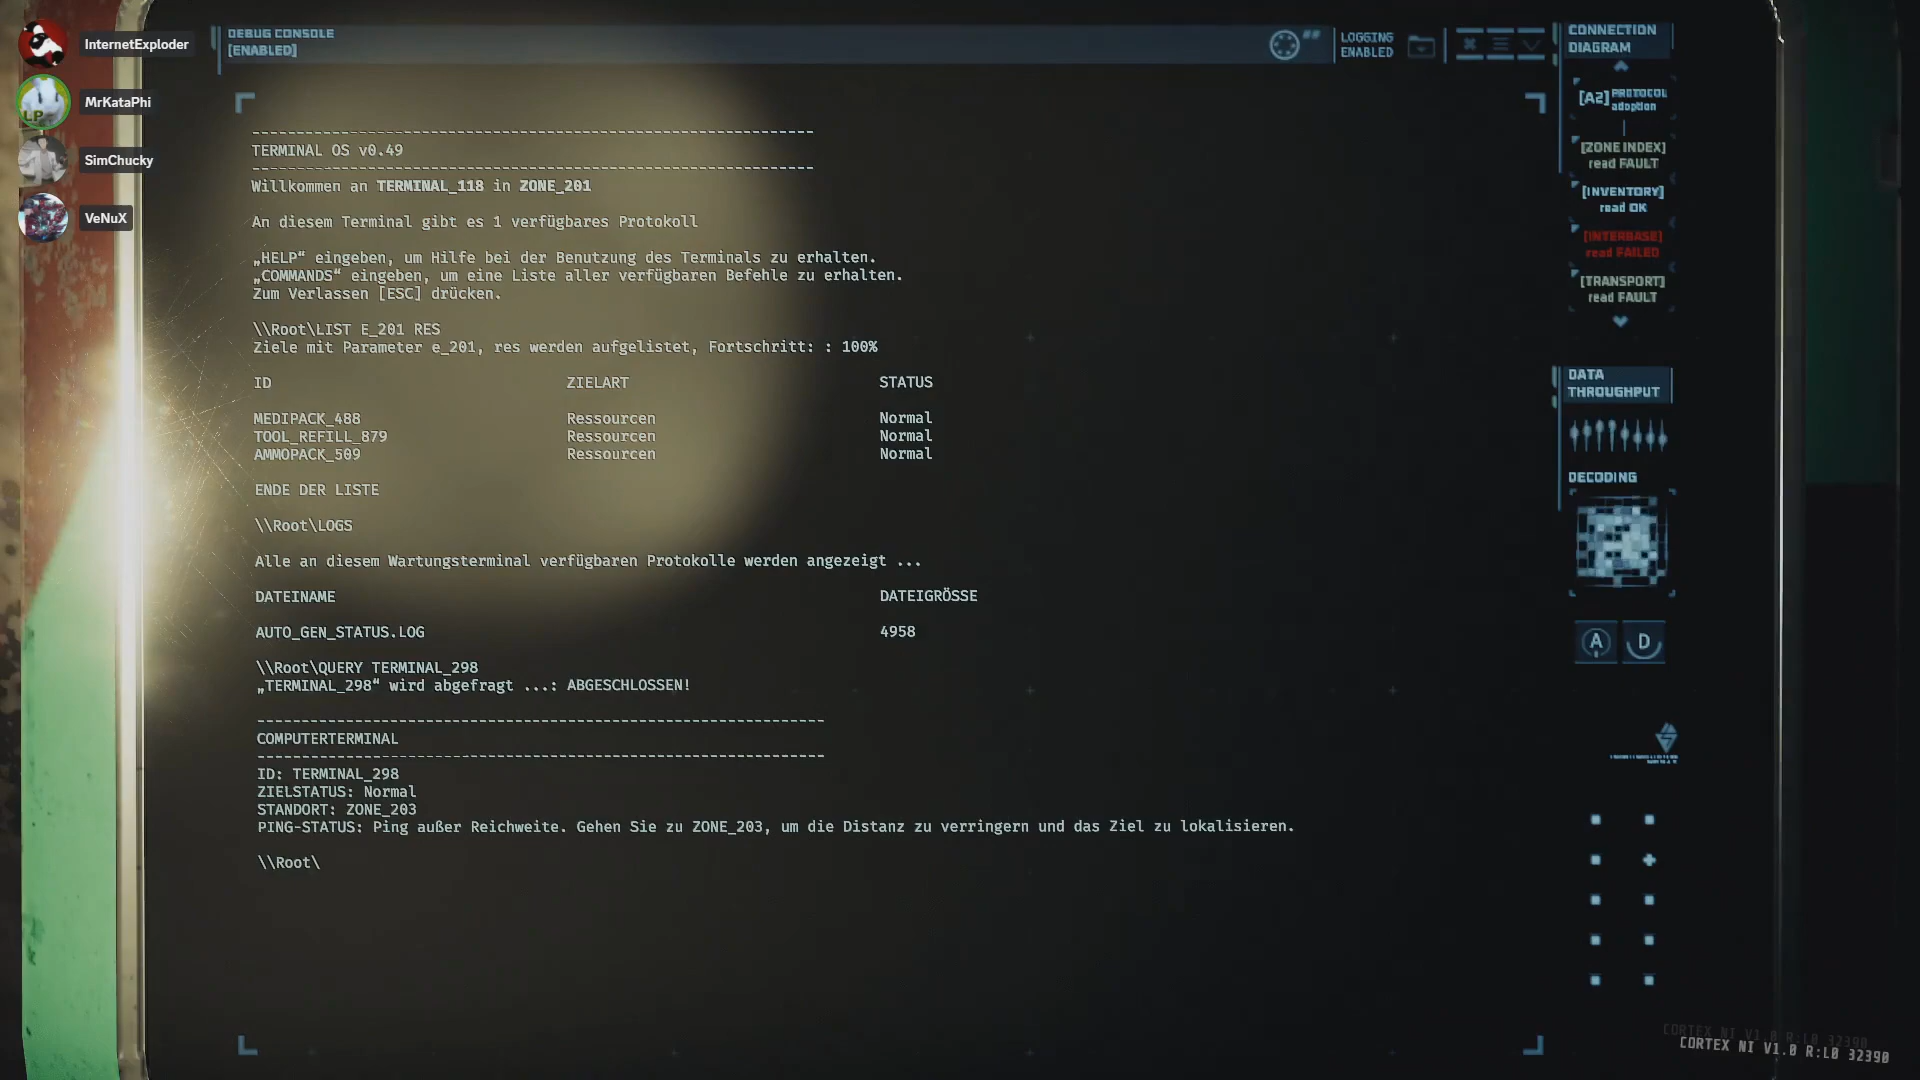 InternetExploder
MrKataPhi
LP
SimChucky
VeNuX
DEBUG CONSOLE
[ENABLED]
LOGGING
ENABLED
------------------------------------------------------------
TERMINAL OS v0.49
------------------------------------------------------------
Willkommen an TERMINAL_118 in ZONE_201
An diesem Terminal gibt es 1 verfügbares Protokoll
„HELP“ eingeben, um Hilfe bei der Benutzung des Terminals zu erhalten.
„COMMANDS“ eingeben, um eine Liste aller verfügbaren Befehle zu erhalten.
Zum Verlassen [ESC] drücken.
\\Root\LIST E_201 RES
Ziele mit Parameter e_201, res werden aufgelistet, Fortschritt: : 100%
ID ZIELART STATUS
MEDIPACK_488 Ressourcen Normal
TOOL_REFILL_879 Ressourcen Normal
AMMOPACK_509 Ressourcen Normal
ENDE DER LISTE
\\Root\LOGS
Alle an diesem Wartungsterminal verfügbaren Protokolle werden angezeigt ...
DATEINAME DATEIGRÖSSE
AUTO_GEN_STATUS.LOG 4958
\\Root\QUERY TERMINAL_298
„TERMINAL_298“ wird abgefragt ...: ABGESCHLOSSEN!
------------------------------------------------------------
COMPUTERTERMINAL
------------------------------------------------------------
ID: TERMINAL_298
ZIELSTATUS: Normal
STANDORT: ZONE_203
PING-STATUS: Ping außer Reichweite. Gehen Sie zu ZONE_203, um die Distanz zu verringern und das Ziel zu lokalisieren.
\\Root\
CONNECTION
DIAGRAM
[A2] PROTOCOL
adoption
[ZONE INDEX]
read FAULT
[INVENTORY]
read OK
[INTERBASE]
read FAILED
[TRANSPORT]
read FAULT
DATA
THROUGHPUT
DECODING
A D
CORTEX NI V1.0 R:L0 32390
CORTEX NI V1.0 R:L0 32390